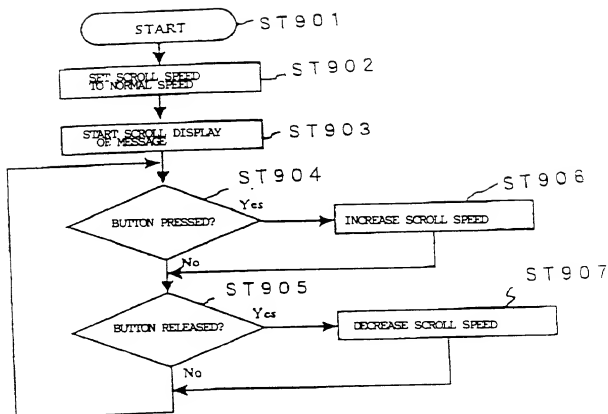 START
ST901
SET SCROLL SPEED
TO NORMAL SPEED
ST902
START SCROLL DISPLAY
OF MESSAGE
ST903
ST904
BUTTON PRESSED?
Yes
ST906
INCREASE SCROLL SPEED
No
ST905
BUTTON RELEASED?
Yes
ST907
DECREASE SCROLL SPEED
No